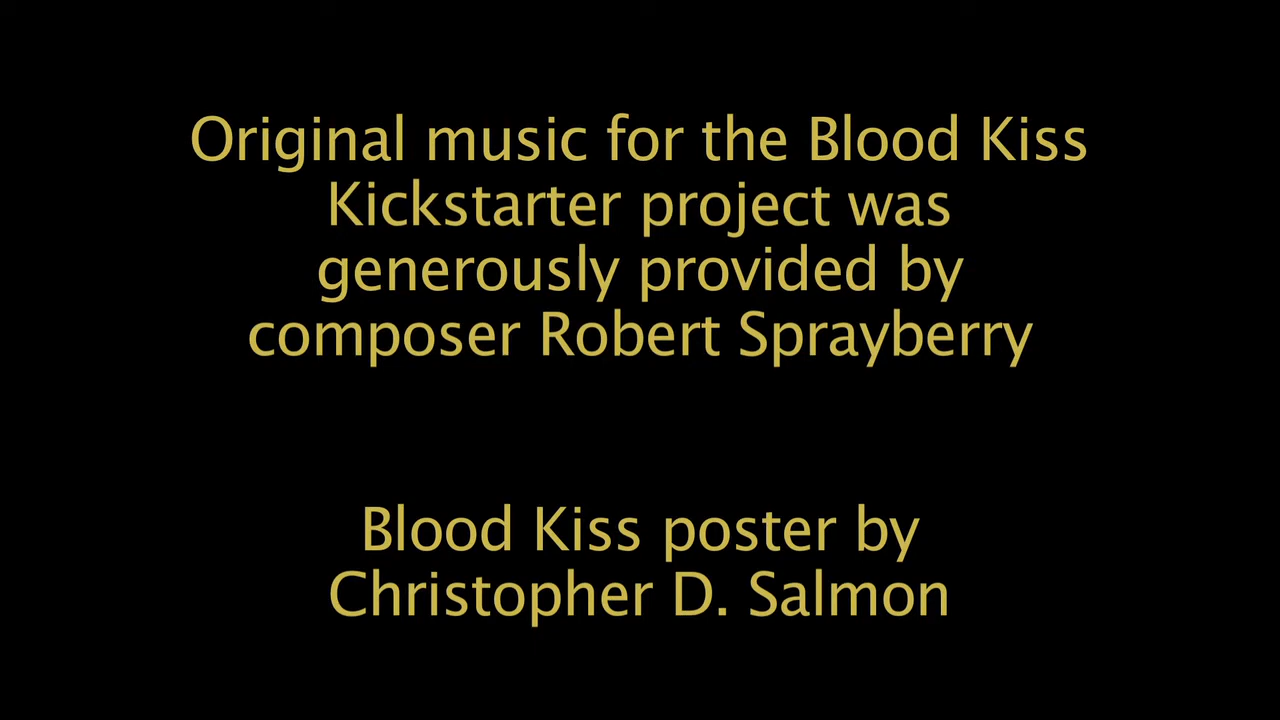 Original music for the Blood Kiss
Kickstarter project was
generously provided by
composer Robert Sprayberry
Blood Kiss poster by
Christopher D. Salmon